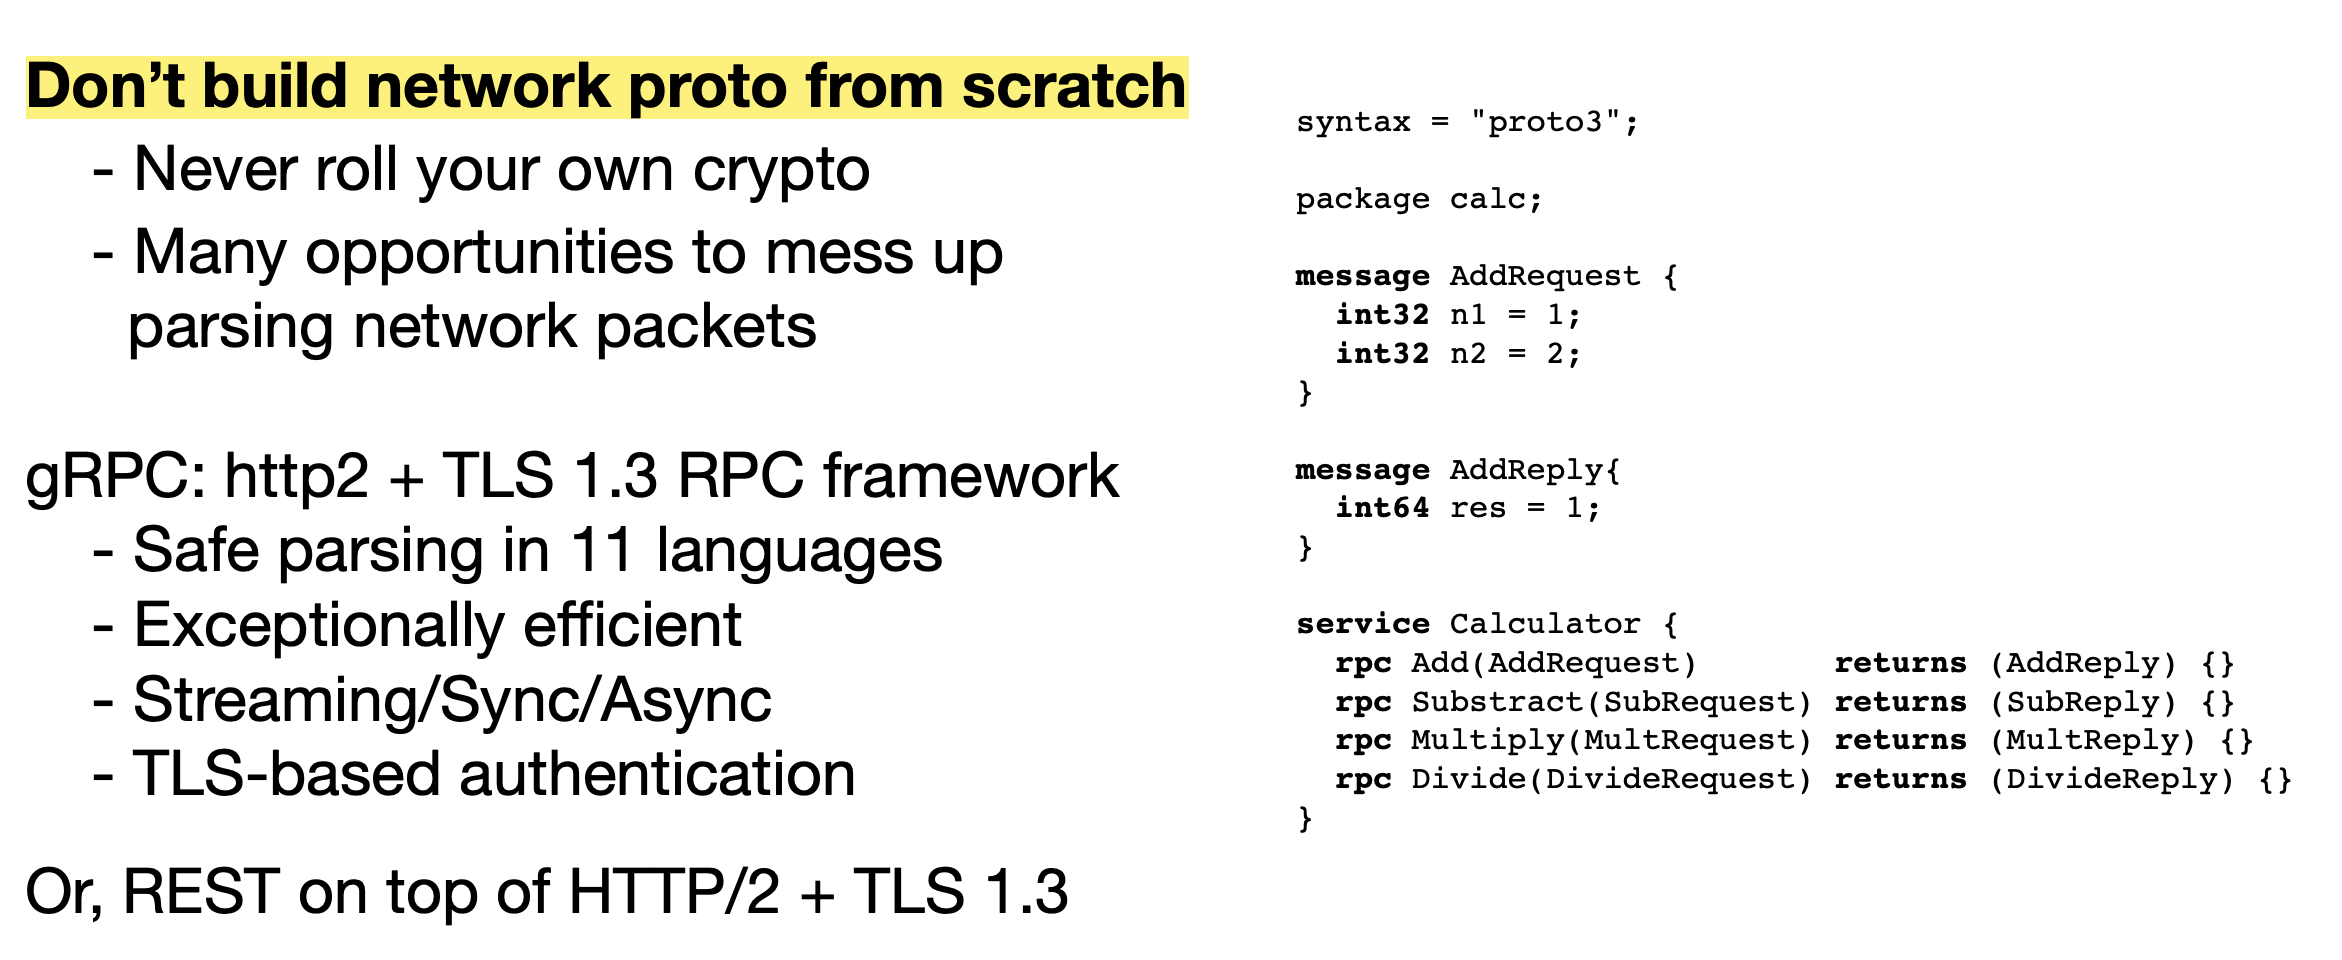 Don’t build network proto from scratch
- Never roll your own crypto
- Many opportunities to mess up
parsing network packets
gRPC: http2 + TLS 1.3 RPC framework
- Safe parsing in 11 languages
- Exceptionally efficient
- Streaming/Sync/Async
- TLS-based authentication
Or, REST on top of HTTP/2 + TLS 1.3
syntax = "proto3";
package calc;
message AddRequest {
  int32 n1 = 1;
  int32 n2 = 2;
}
message AddReply{
  int64 res = 1;
}
service Calculator {
  rpc Add(AddRequest)       returns (AddReply) {}
  rpc Substract(SubRequest) returns (SubReply) {}
  rpc Multiply(MultRequest) returns (MultReply) {}
  rpc Divide(DivideRequest) returns (DivideReply) {}
}